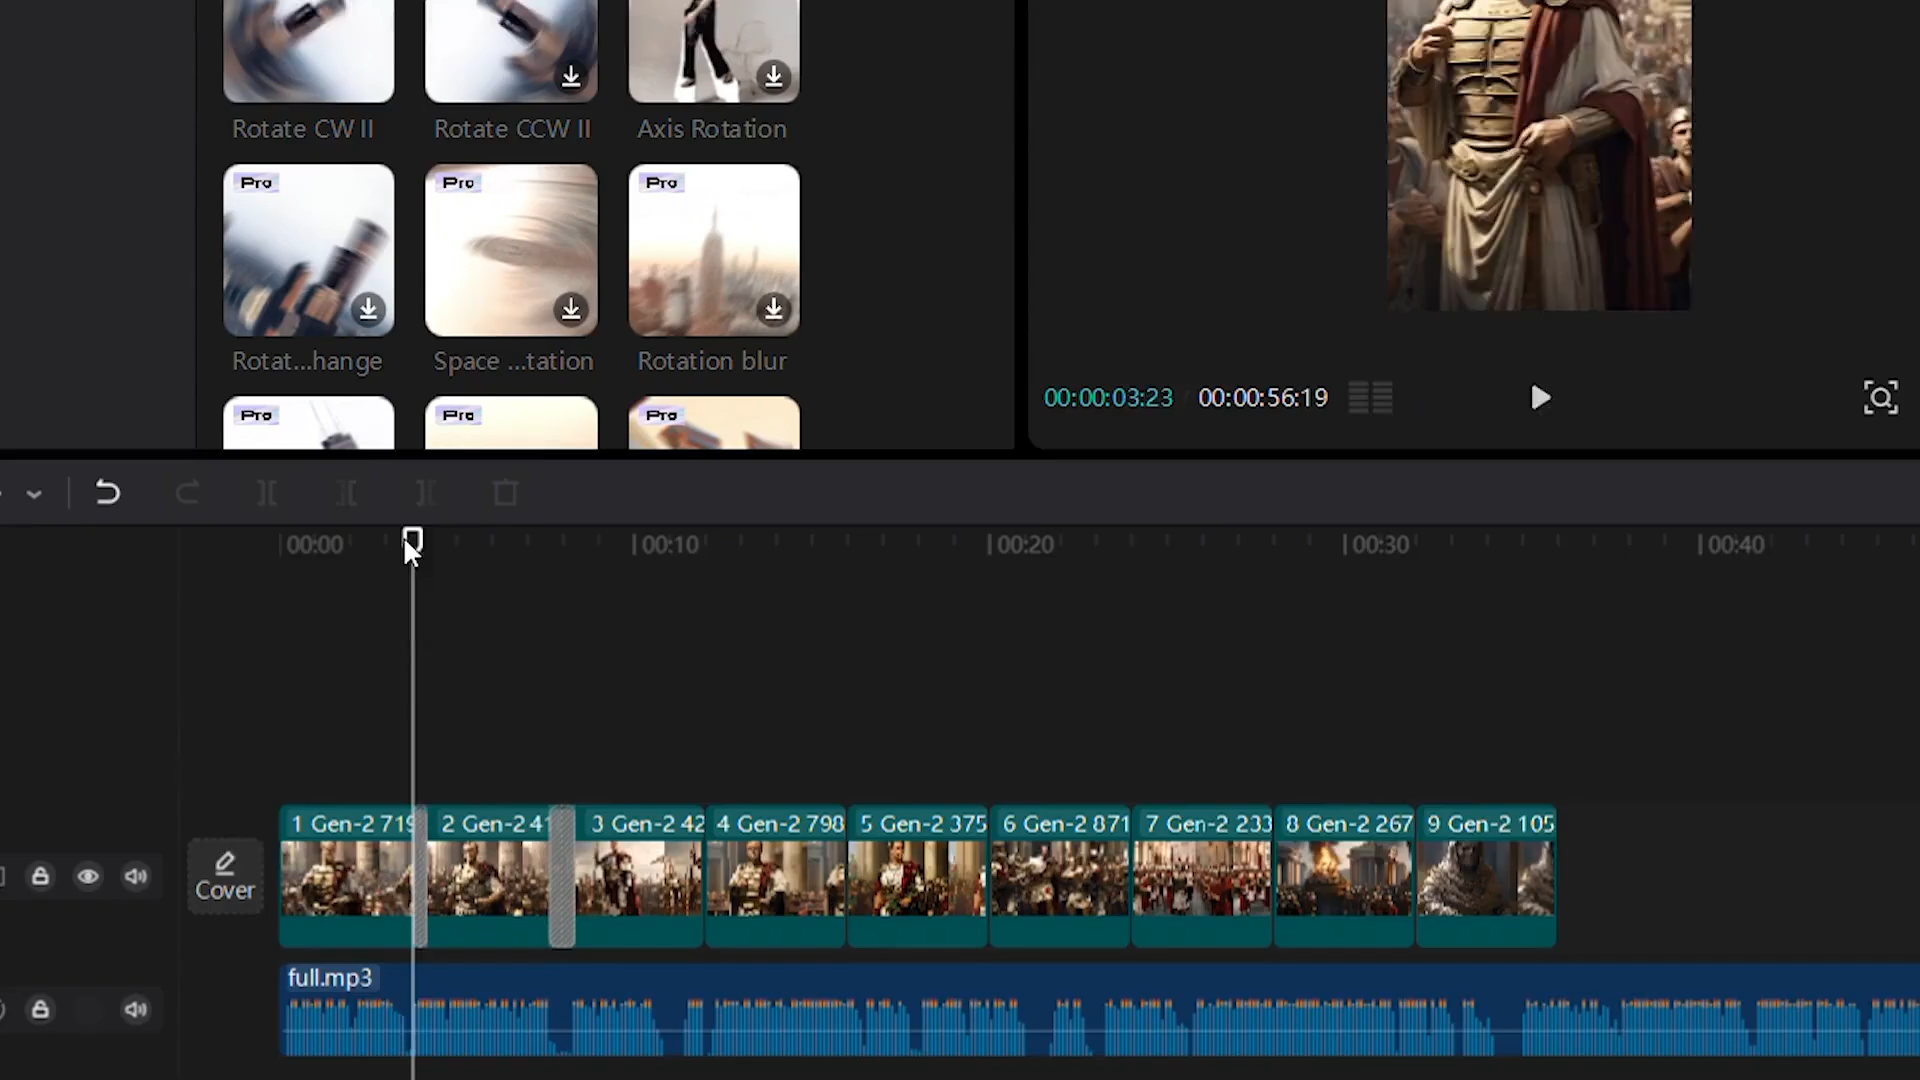 Rotate CW II
Rotate CCW II
Axis Rotation
Pro
Pro
Pro
Rotat...hange
Space ...tation
Rotation blur
Pro
Pro
Pro
00:00:03:23
00:00:56:19
00:00
00:10
00:20
00:30
00:40
Cover
1 Gen-2 719
2 Gen-2 41
3 Gen-2 42
4 Gen-2 798
5 Gen-2 375
6 Gen-2 871
7 Gen-2 233
8 Gen-2 267
9 Gen-2 105
full.mp3